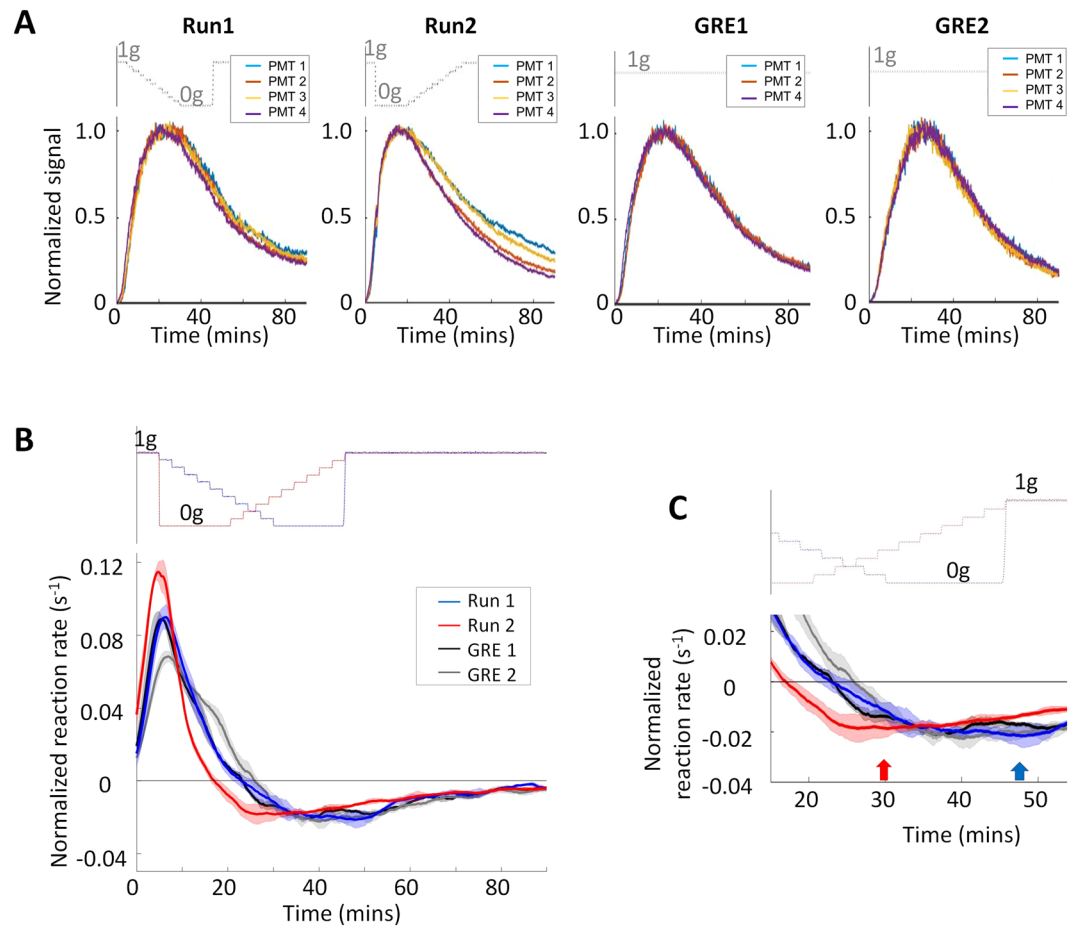 A
Run1
Run2
GRE1
GRE2
1g
0g
PMT 1
PMT 2
PMT 3
PMT 4
1g
0g
PMT 1
PMT 2
PMT 3
PMT 4
1g
PMT 1
PMT 2
PMT 4
1g
PMT 1
PMT 2
PMT 3
PMT 4
Normalized signal
1.0
0.5
0
0 20 40 60 80
Time (mins)
1.0
0.5
0
0 40 80
Time (mins)
1.0
0.5
0
0 20 40 60 80
Time (mins)
1.0
0.5
0
0 20 40 60 80
Time (mins)
B
1g
0g
Normalized reaction rate (s-1)
0.12
0.08
0.04
0
-0.04
Run 1
Run 2
GRE 1
GRE 2
0 20 40 60 80
Time (mins)
C
1g
0g
Normalized
reaction rate (s-1)
0.02
0
-0.02
-0.04
20 30 40 50
Time (mins)